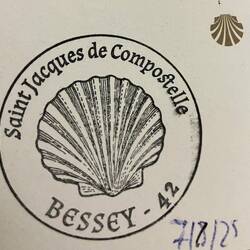 Saint Jacques de Compostelle
BESSEY - 42
7/8/25